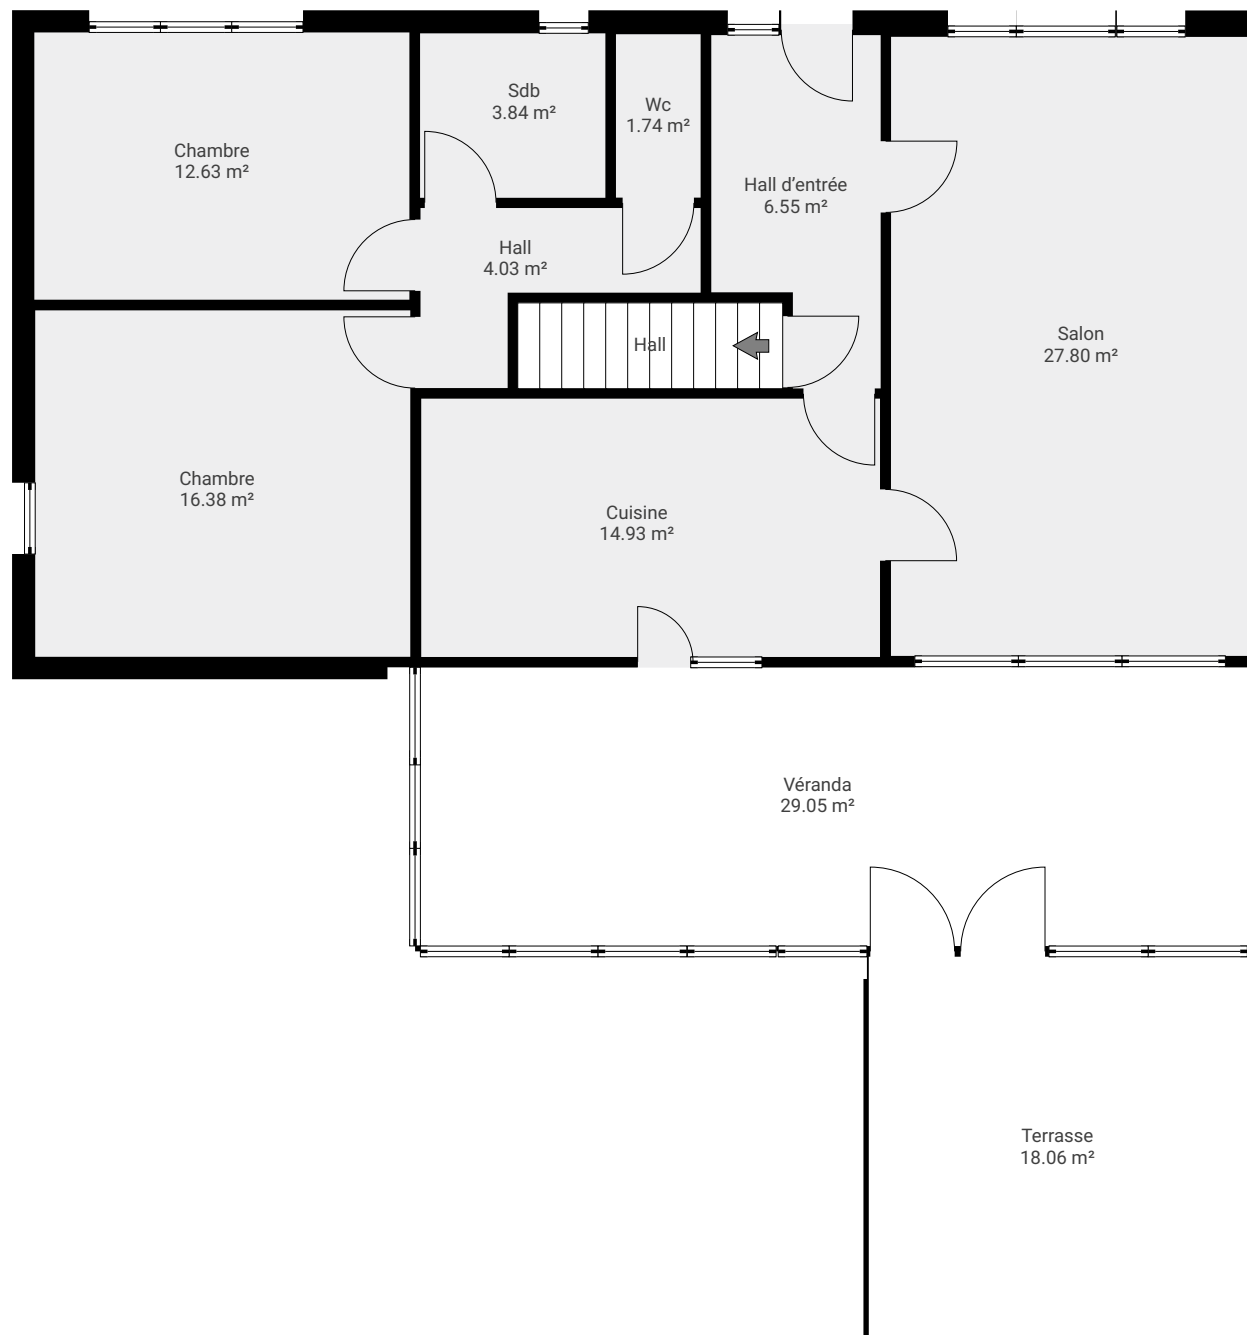 Chambre
12.63 m²
Sdb
3.84 m²
Wc
1.74 m²
Hall d’entrée
6.55 m²
Hall
4.03 m²
Hall
Salon
27.80 m²
Chambre
16.38 m²
Cuisine
14.93 m²
Véranda
29.05 m²
Terrasse
18.06 m²